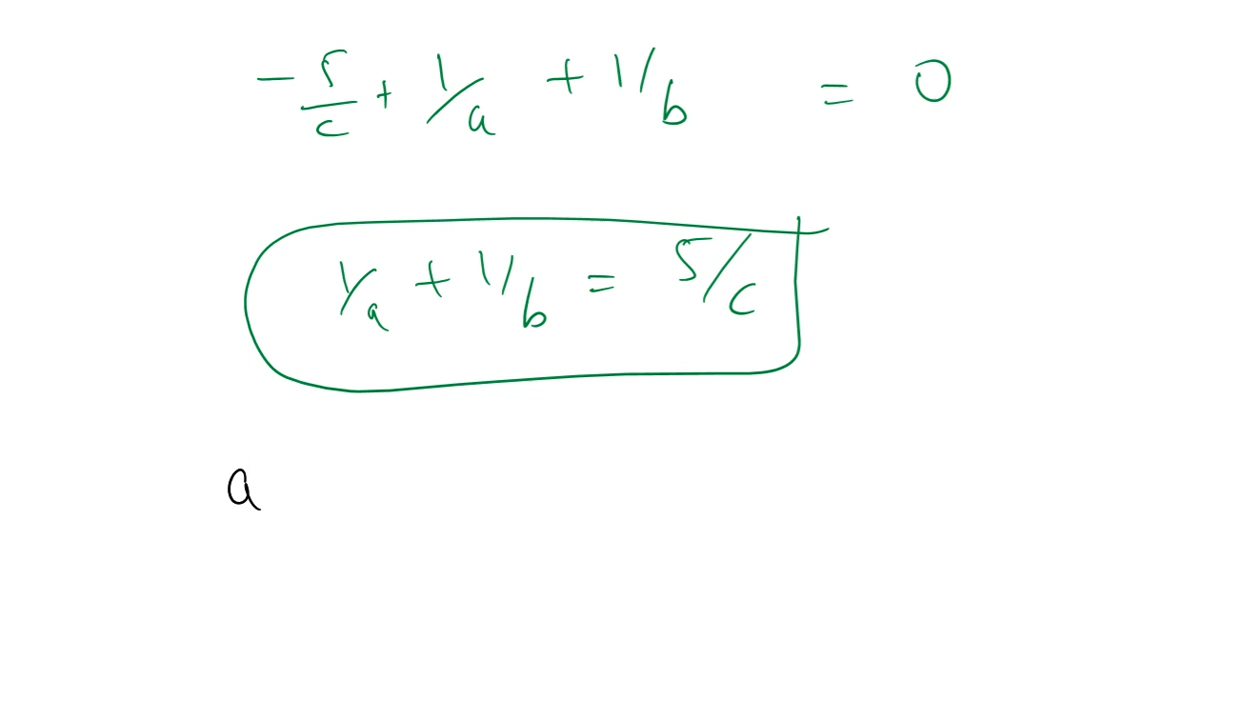 - 5/c + 1/a + 1/b = 0
1/a + 1/b = 5/c
a